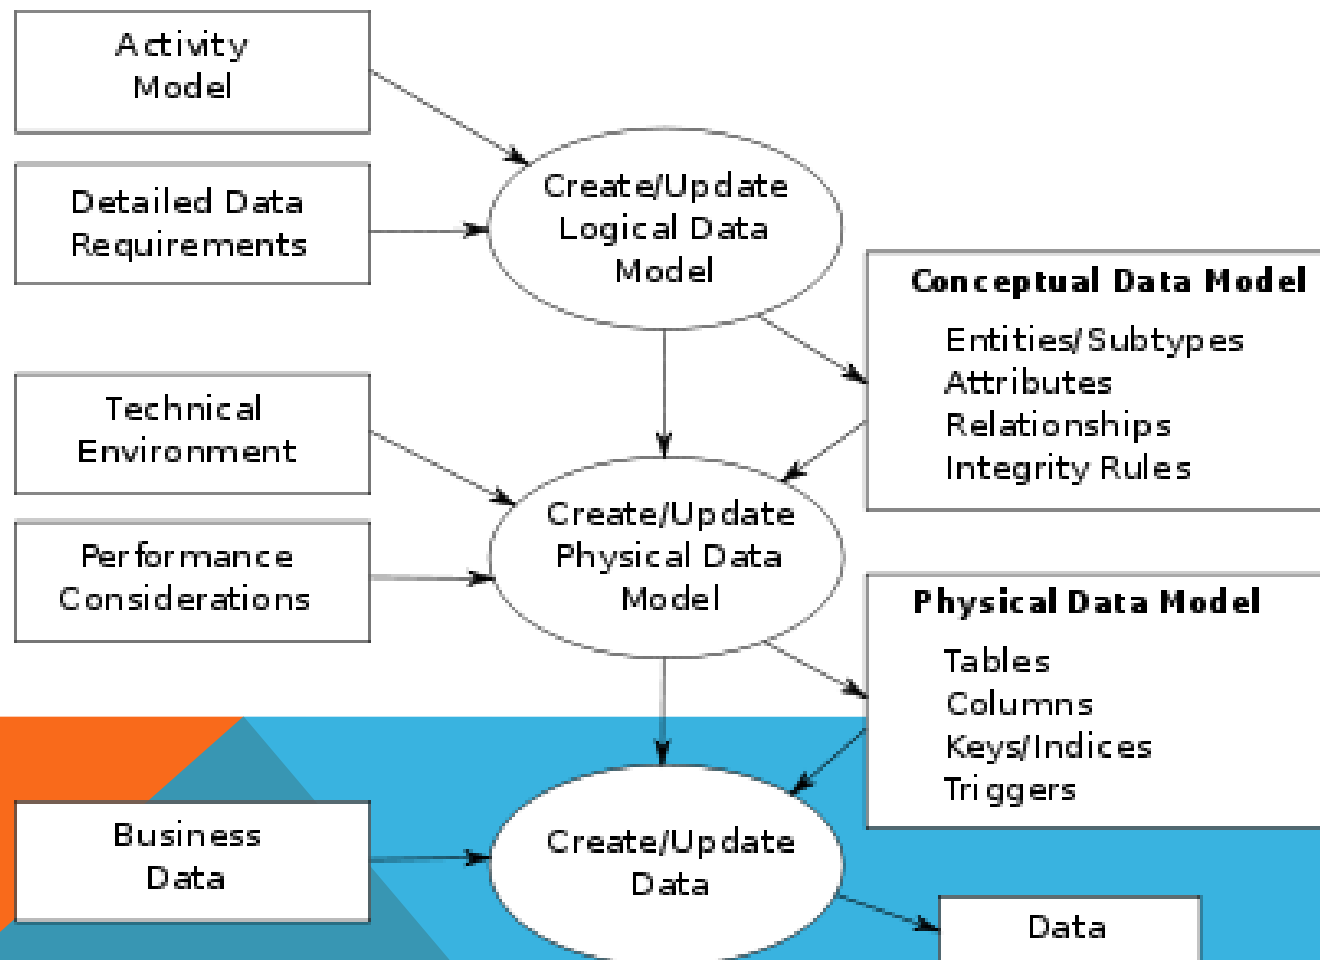 Activity
Model
Detailed Data
Requirements
Create/Update
Logical Data
Model
Conceptual Data Model
Entities/Subtypes
Attributes
Relationships
Integrity Rules
Technical
Environment
Performance
Considerations
Create/Update
Physical Data
Model
Physical Data Model
Tables
Columns
Keys/Indices
Triggers
Business
Data
Create/Update
Data
Data